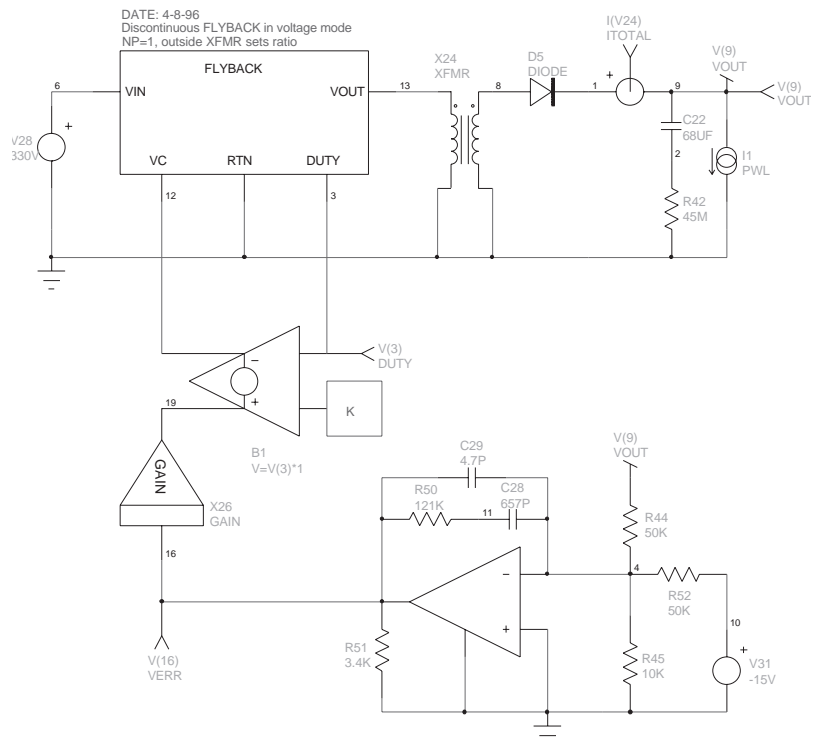 DATE: 4-8-96
Discontinuous FLYBACK in voltage mode
NP=1, outside XFMR sets ratio
FLYBACK
VIN
VOUT
VC
RTN
DUTY
6
13
12
3
+
V28
330V
X24
XFMR
8
D5
DIODE
1
+
I(V24)
ITOTAL
9
V(9)
VOUT
V(9)
VOUT
C22
68UF
2
R42
45M
I1
PWL
V(3)
DUTY
−
+
K
19
B1
V=V(3)*1
GAIN
X26
GAIN
16
V(16)
VERR
C29
4.7P
R50
121K
11
C28
657P
V(9)
VOUT
R44
50K
4
R52
50K
10
−
+
R51
3.4K
R45
10K
+
V31
-15V